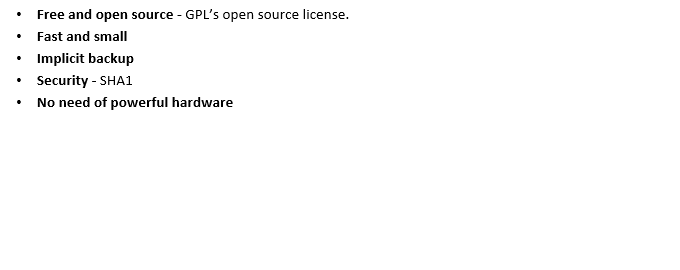 • Free and open source - GPL’s open source license.
• Fast and small
• Implicit backup
• Security - SHA1
• No need of powerful hardware